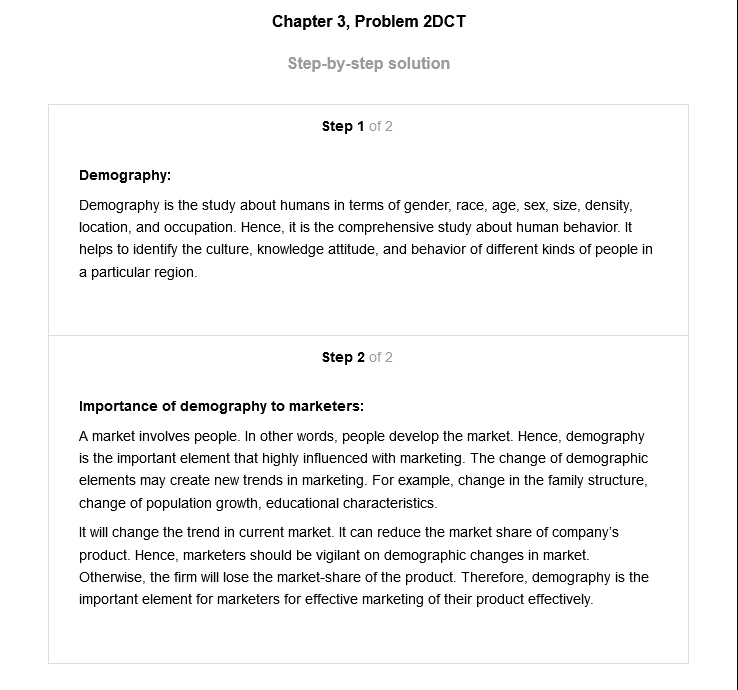 Chapter 3, Problem 2DCT
Step-by-step solution
Step 1 of 2
Demography:
Demography is the study about humans in terms of gender, race, age, sex, size, density,
location, and occupation. Hence, it is the comprehensive study about human behavior. It
helps to identify the culture, knowledge attitude, and behavior of different kinds of people in
a particular region.
Step 2 of 2
Importance of demography to marketers:
A market involves people. In other words, people develop the market. Hence, demography
is the important element that highly influenced with marketing. The change of demographic
elements may create new trends in marketing. For example, change in the family structure,
change of population growth, educational characteristics.
It will change the trend in current market. It can reduce the market share of company's
product. Hence, marketers should be vigilant on demographic changes in market.
Otherwise, the firm will lose the market-share of the product. Therefore, demography is the
important element for marketers for effective marketing of their product effectively.